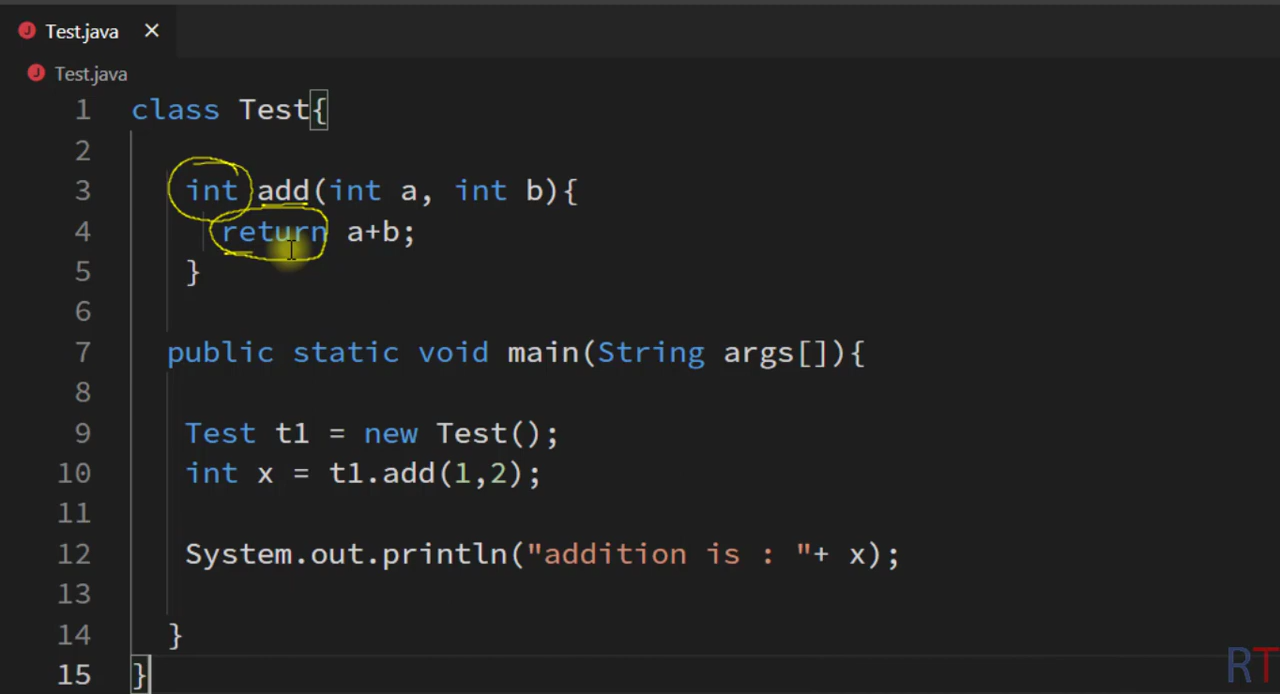 Test.java ×
Test.java
1 class Test{
2
3 int add(int a, int b){
4 return a+b;
5 }
6
7 public static void main(String args[]){
8
9 Test t1 = new Test();
10 int x = t1.add(1,2);
11
12 System.out.println("addition is : "+ x);
13
14 }
15 }
RT